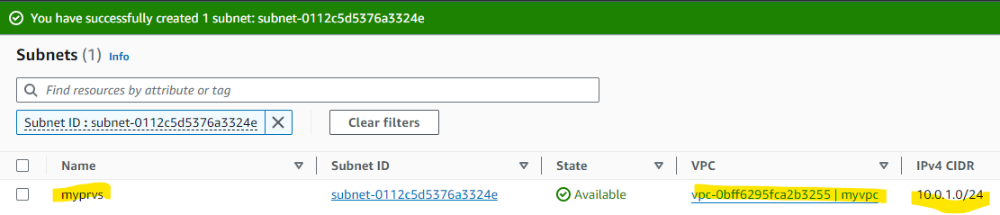 You have successfully created 1 subnet: subnet-0112c5d5376a3324e
Subnets (1) Info
Find resources by attribute or tag
Subnet ID : subnet-0112c5d5376a3324e Clear filters
Name Subnet ID State VPC IPv4 CIDR
myprvs subnet-0112c5d5376a3324e Available vpc-0bff6295fca2b3255 | myvpc 10.0.1.0/24